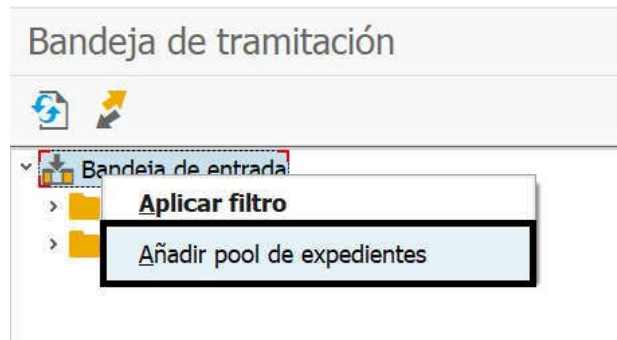 Bandeja de tramitación
Bandeja de entrada
Aplicar filtro
Añadir pool de expedientes